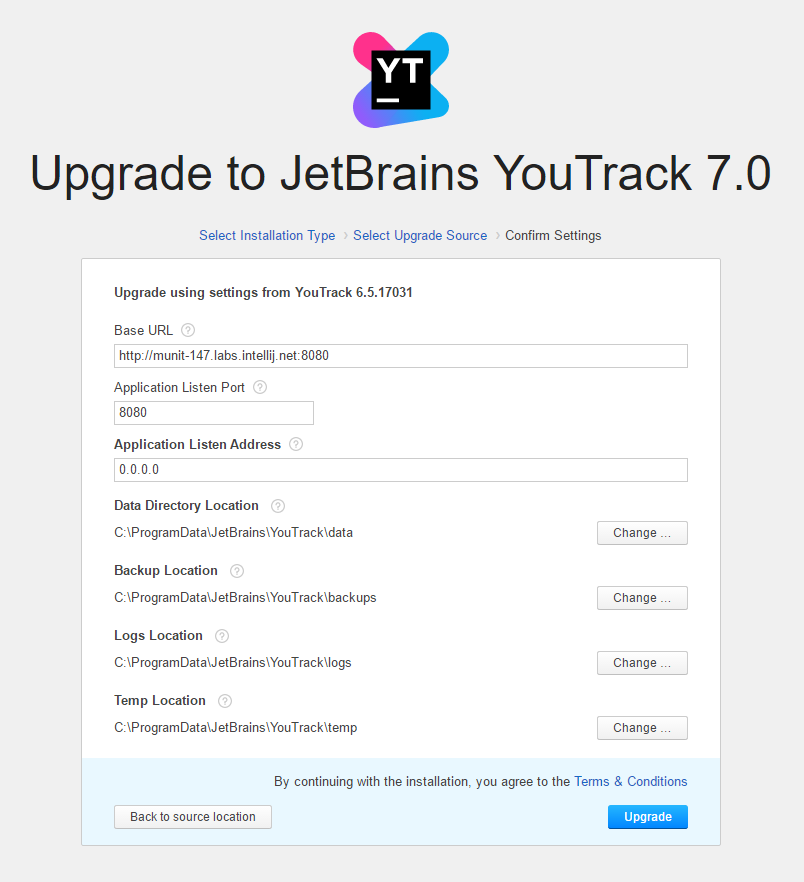 YT
Upgrade to JetBrains YouTrack 7.0
Select Installation Type › Select Upgrade Source › Confirm Settings
Upgrade using settings from YouTrack 6.5.17031
Base URL ?
http://munit-147.labs.intellij.net:8080
Application Listen Port ?
8080
Application Listen Address ?
0.0.0.0
Data Directory Location ?
C:\ProgramData\JetBrains\YouTrack\data Change ...
Backup Location ?
C:\ProgramData\JetBrains\YouTrack\backups Change ...
Logs Location ?
C:\ProgramData\JetBrains\YouTrack\logs Change ...
Temp Location ?
C:\ProgramData\JetBrains\YouTrack\temp Change ...
By continuing with the installation, you agree to the Terms & Conditions
Back to source location Upgrade